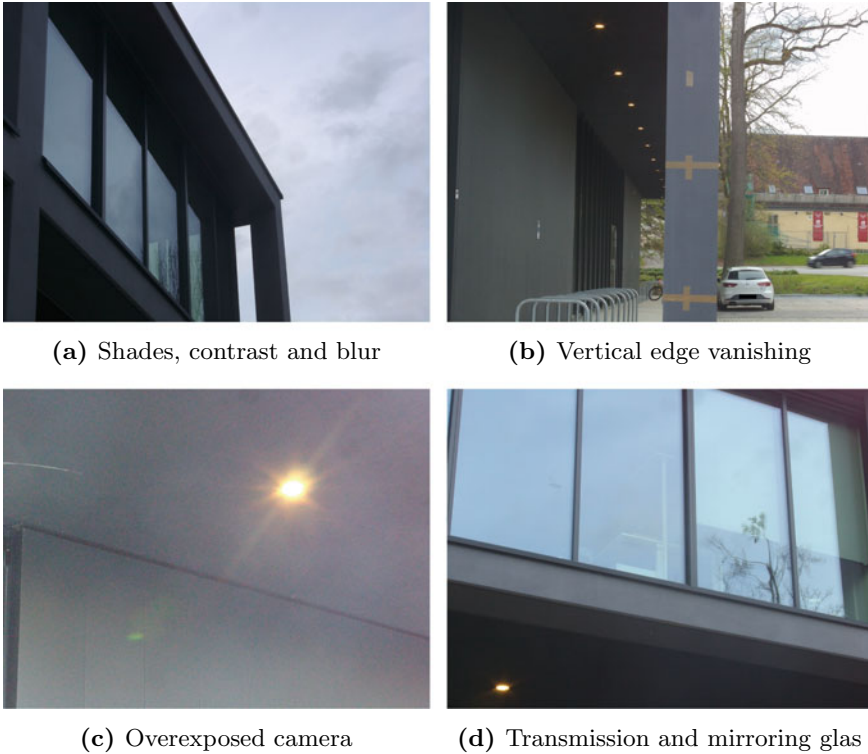 (a) Shades, contrast and blur
(b) Vertical edge vanishing
(c) Overexposed camera
(d) Transmission and mirroring glas